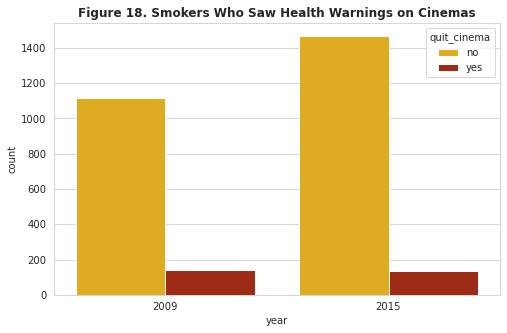 Figure 18. Smokers Who Saw Health Warnings on Cinemas
quit_cinema
no
yes
1400
1200
1000
800
600
400
200
0
count
2009
2015
year